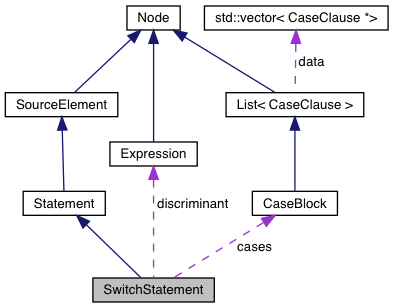 Node
std::vector< CaseClause *>
data
SourceElement
List< CaseClause >
Expression
Statement
discriminant
CaseBlock
cases
SwitchStatement